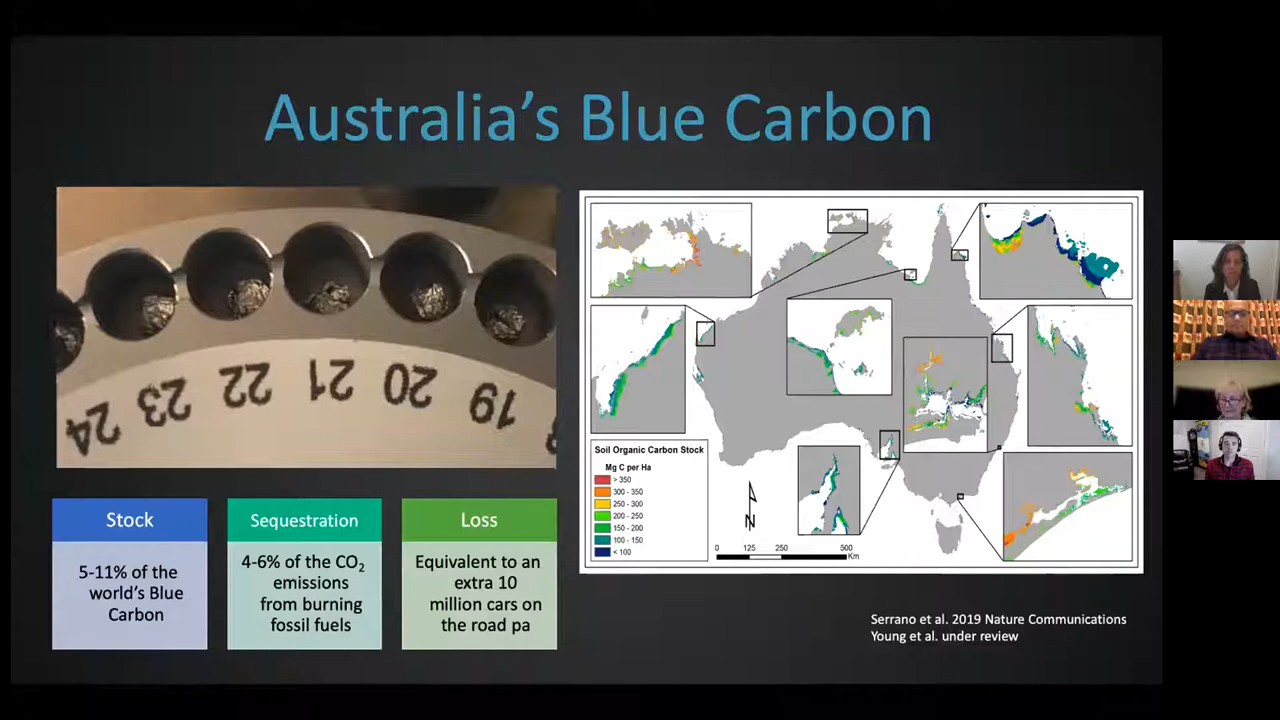 Australia's Blue Carbon
24 23 22 21 20 19
Stock
5-11% of the
world's Blue
Carbon
Sequestration
4-6% of the CO₂
emissions
from burning
fossil fuels
Loss
Equivalent to an
extra 10
million cars on
the road pa
Soil Organic Carbon Stock
Mg C per Ha
> 350
300 - 350
250 - 300
200 - 250
150 - 200
100 - 150
< 100
N
0 125 250 500
Km
Serrano et al. 2019 Nature Communications
Young et al. under review